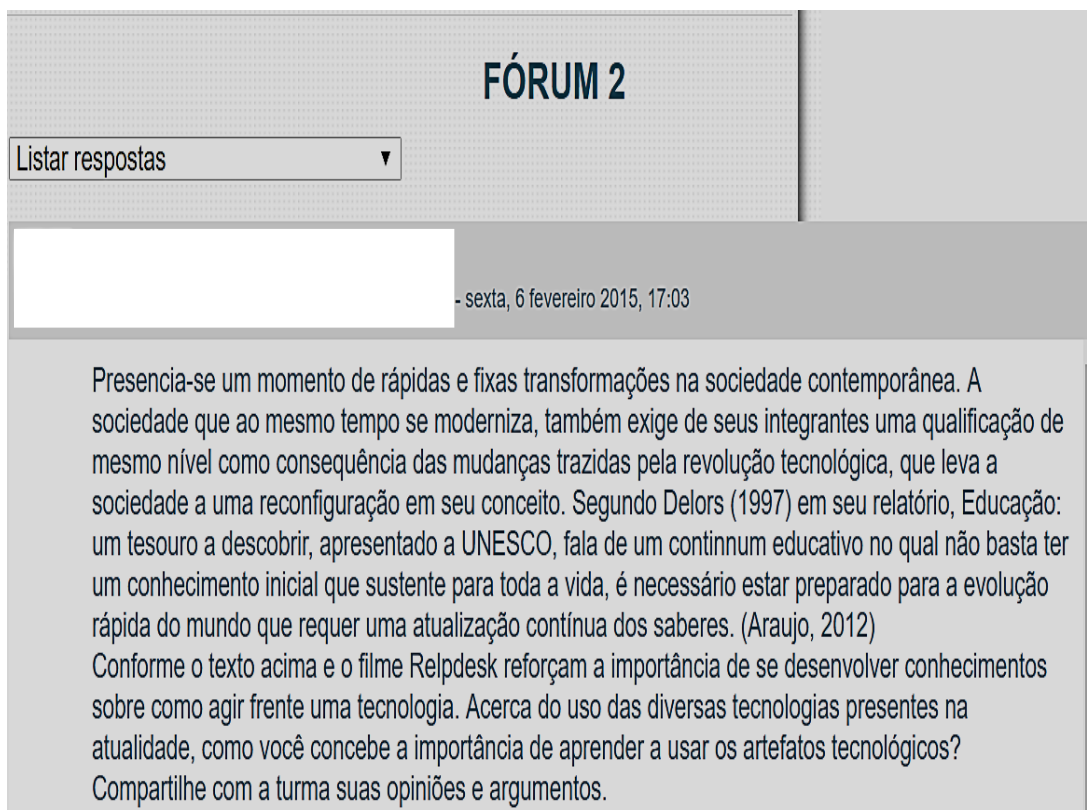 FÓRUM 2
Listar respostas
- sexta, 6 fevereiro 2015, 17:03
Presencia-se um momento de rápidas e fixas transformações na sociedade contemporânea. A
sociedade que ao mesmo tempo se moderniza, também exige de seus integrantes uma qualificação de
mesmo nível como consequência das mudanças trazidas pela revolução tecnológica, que leva a
sociedade a uma reconfiguração em seu conceito. Segundo Delors (1997) em seu relatório, Educação:
um tesouro a descobrir, apresentado a UNESCO, fala de um continnum educativo no qual não basta ter
um conhecimento inicial que sustente para toda a vida, é necessário estar preparado para a evolução
rápida do mundo que requer uma atualização contínua dos saberes. (Araujo, 2012)
Conforme o texto acima e o filme Relpdesk reforçam a importância de se desenvolver conhecimentos
sobre como agir frente uma tecnologia. Acerca do uso das diversas tecnologias presentes na
atualidade, como você concebe a importância de aprender a usar os artefatos tecnológicos?
Compartilhe com a turma suas opiniões e argumentos.